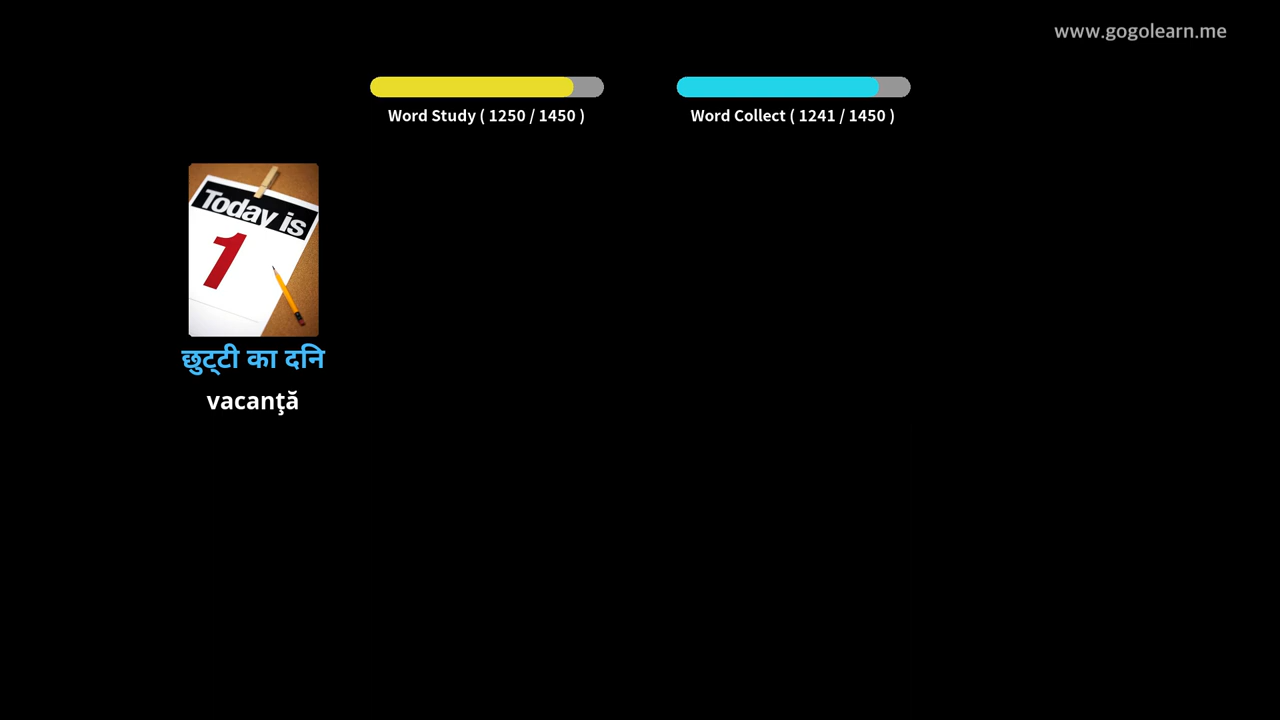 www.gogolearn.me
Word Study ( 1250 / 1450 )
Word Collect ( 1241 / 1450 )
Today is
1
छुट्टी का दनि
vacanţă